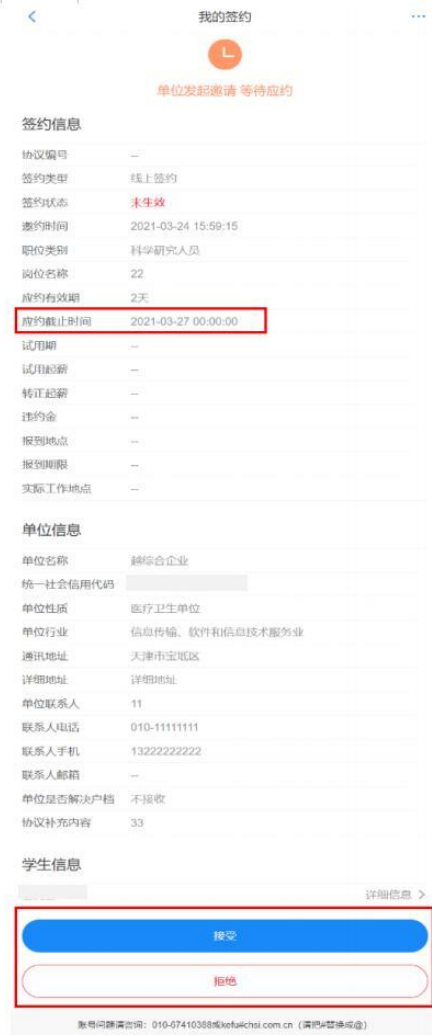 我的签约
单位发起邀请 等待应约
签约信息
协议编号 --
签约类型 线上签约
签约状态 未生效
邀约时间 2021-03-24 15:59:15
职位类别 科学研究人员
岗位名称 22
应约有效期 2天
应约截止时间 2021-03-27 00:00:00
试用期 --
试用起薪 --
转正起薪 --
违约金 --
报到地点 --
报到期限 --
实际工作地点 --
单位信息
单位名称 越综合企业
统一社会信用代码
单位性质 医疗卫生单位
单位行业 信息传输、软件和信息技术服务业
通讯地址 天津市宝坻区
详细地址 详细地址
单位联系人 11
联系人电话 010-11111111
联系人手机 13222222222
联系人邮箱 --
单位是否解决户档 不接收
协议补充内容 33
学生信息
详细信息 >
接受
拒绝
账号问题请咨询：010-67410388或kefu#chsi.com.cn（请把#替换成@）